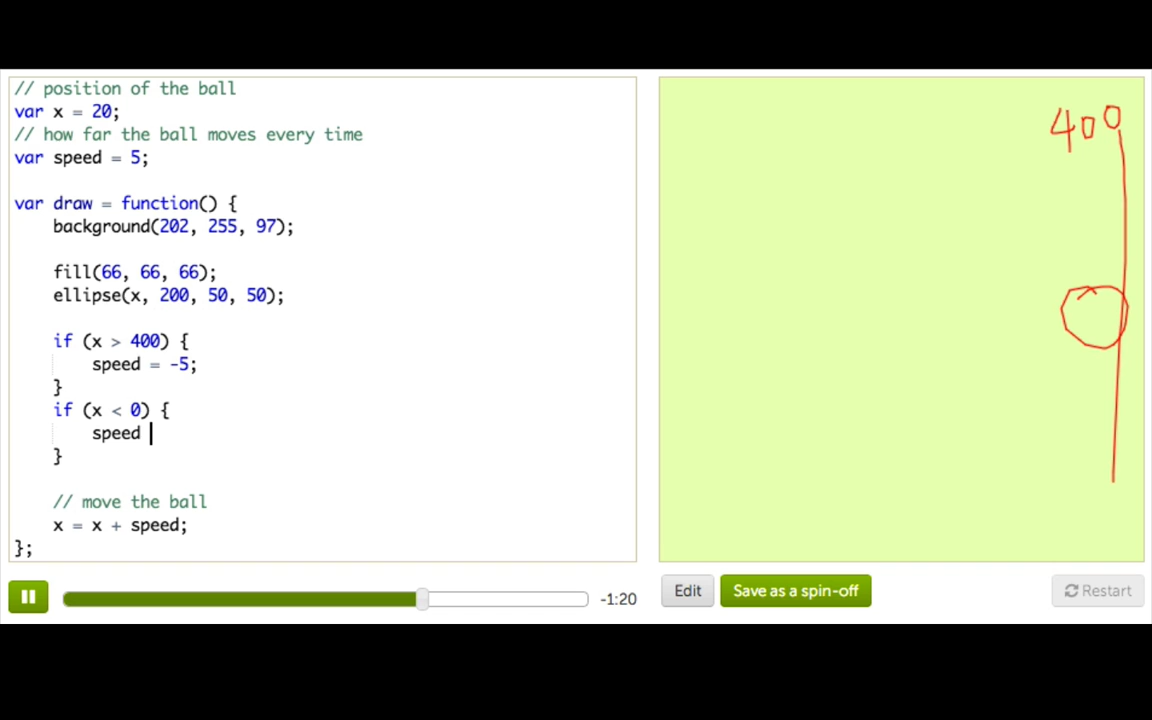 // position of the ball
var x = 20;
// how far the ball moves every time
var speed = 5;
var draw = function() {
background(202, 255, 97);
fill(66, 66, 66);
ellipse(x, 200, 50, 50);
if (x > 400) {
speed = -5;
}
if (x < 0) {
speed
}
// move the ball
x = x + speed;
};
400
-1:20
Edit
Save as a spin-off
Restart